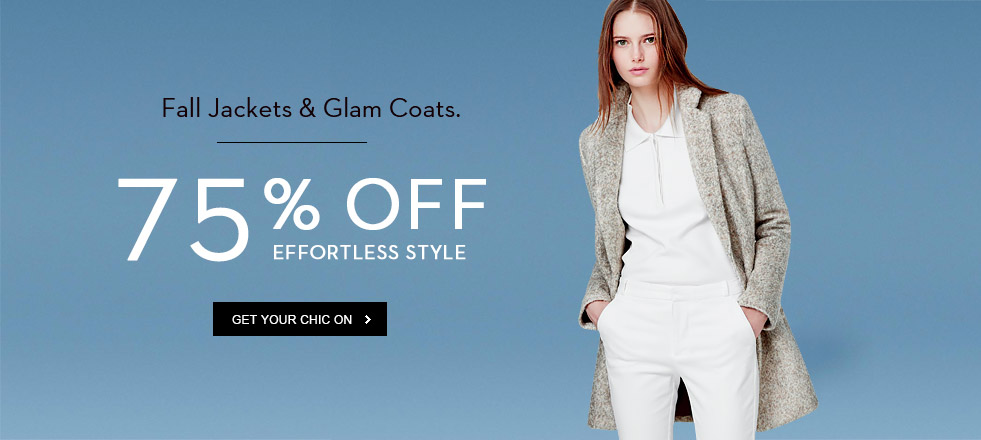 Fall Jackets & Glam Coats.
75% OFF
EFFORTLESS STYLE
GET YOUR CHIC ON >